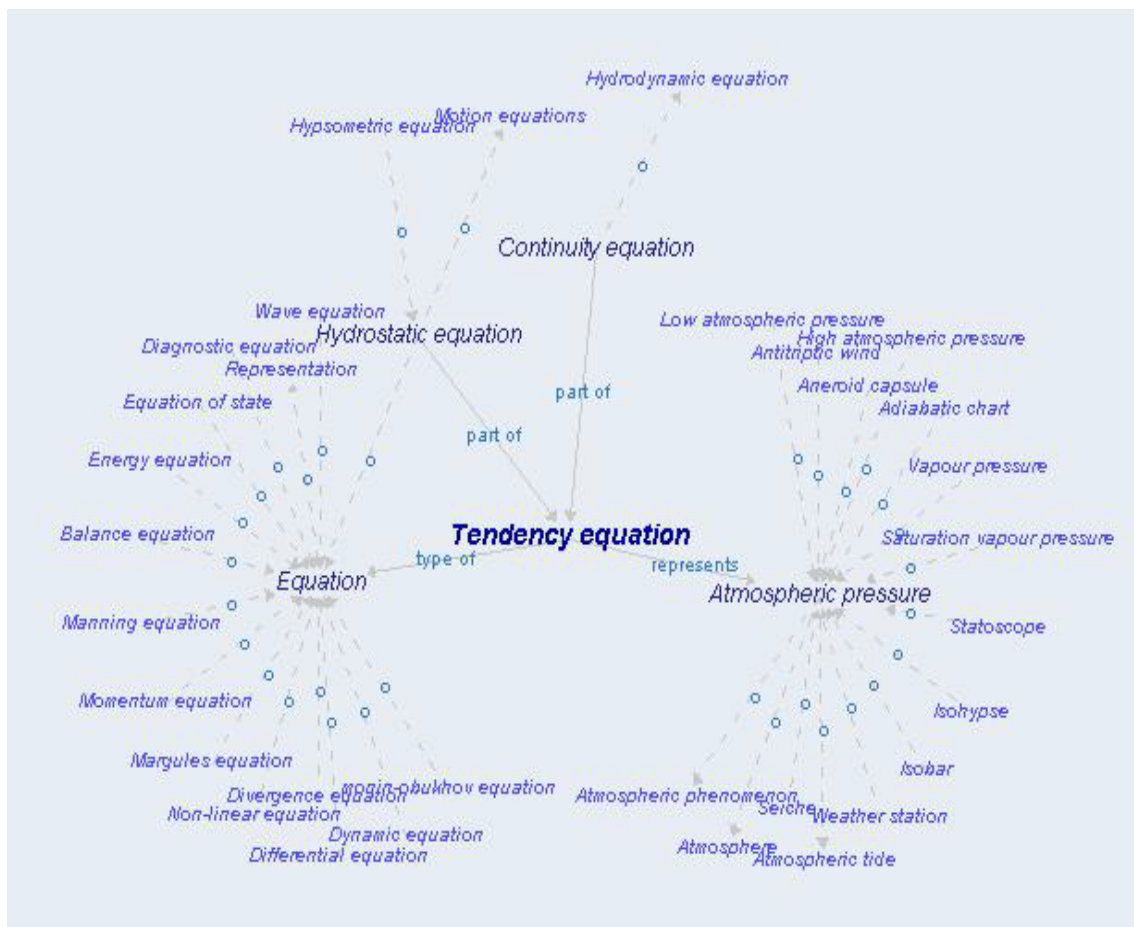 Hydrodynamic equation
Motion equations
Hypsometric equation
Continuity equation
Wave equation
Hydrostatic equation
Low atmospheric pressure
High atmospheric pressure
Antitriptic wind
Diagnostic equation
Representation
Aneroid capsule
Equation of state
Adiabatic chart
part of
part of
Energy equation
Vapour pressure
Balance equation
Tendency equation
Saturation vapour pressure
type of
represents
Equation
Atmospheric pressure
Manning equation
Statoscope
Momentum equation
Isohypse
Margules equation
Isobar
monin-obukhov equation
Divergence equation
Atmospheric phenomenon
Non-linear equation
Seiche
Weather station
Dynamic equation
Atmosphere
Differential equation
Atmospheric tide